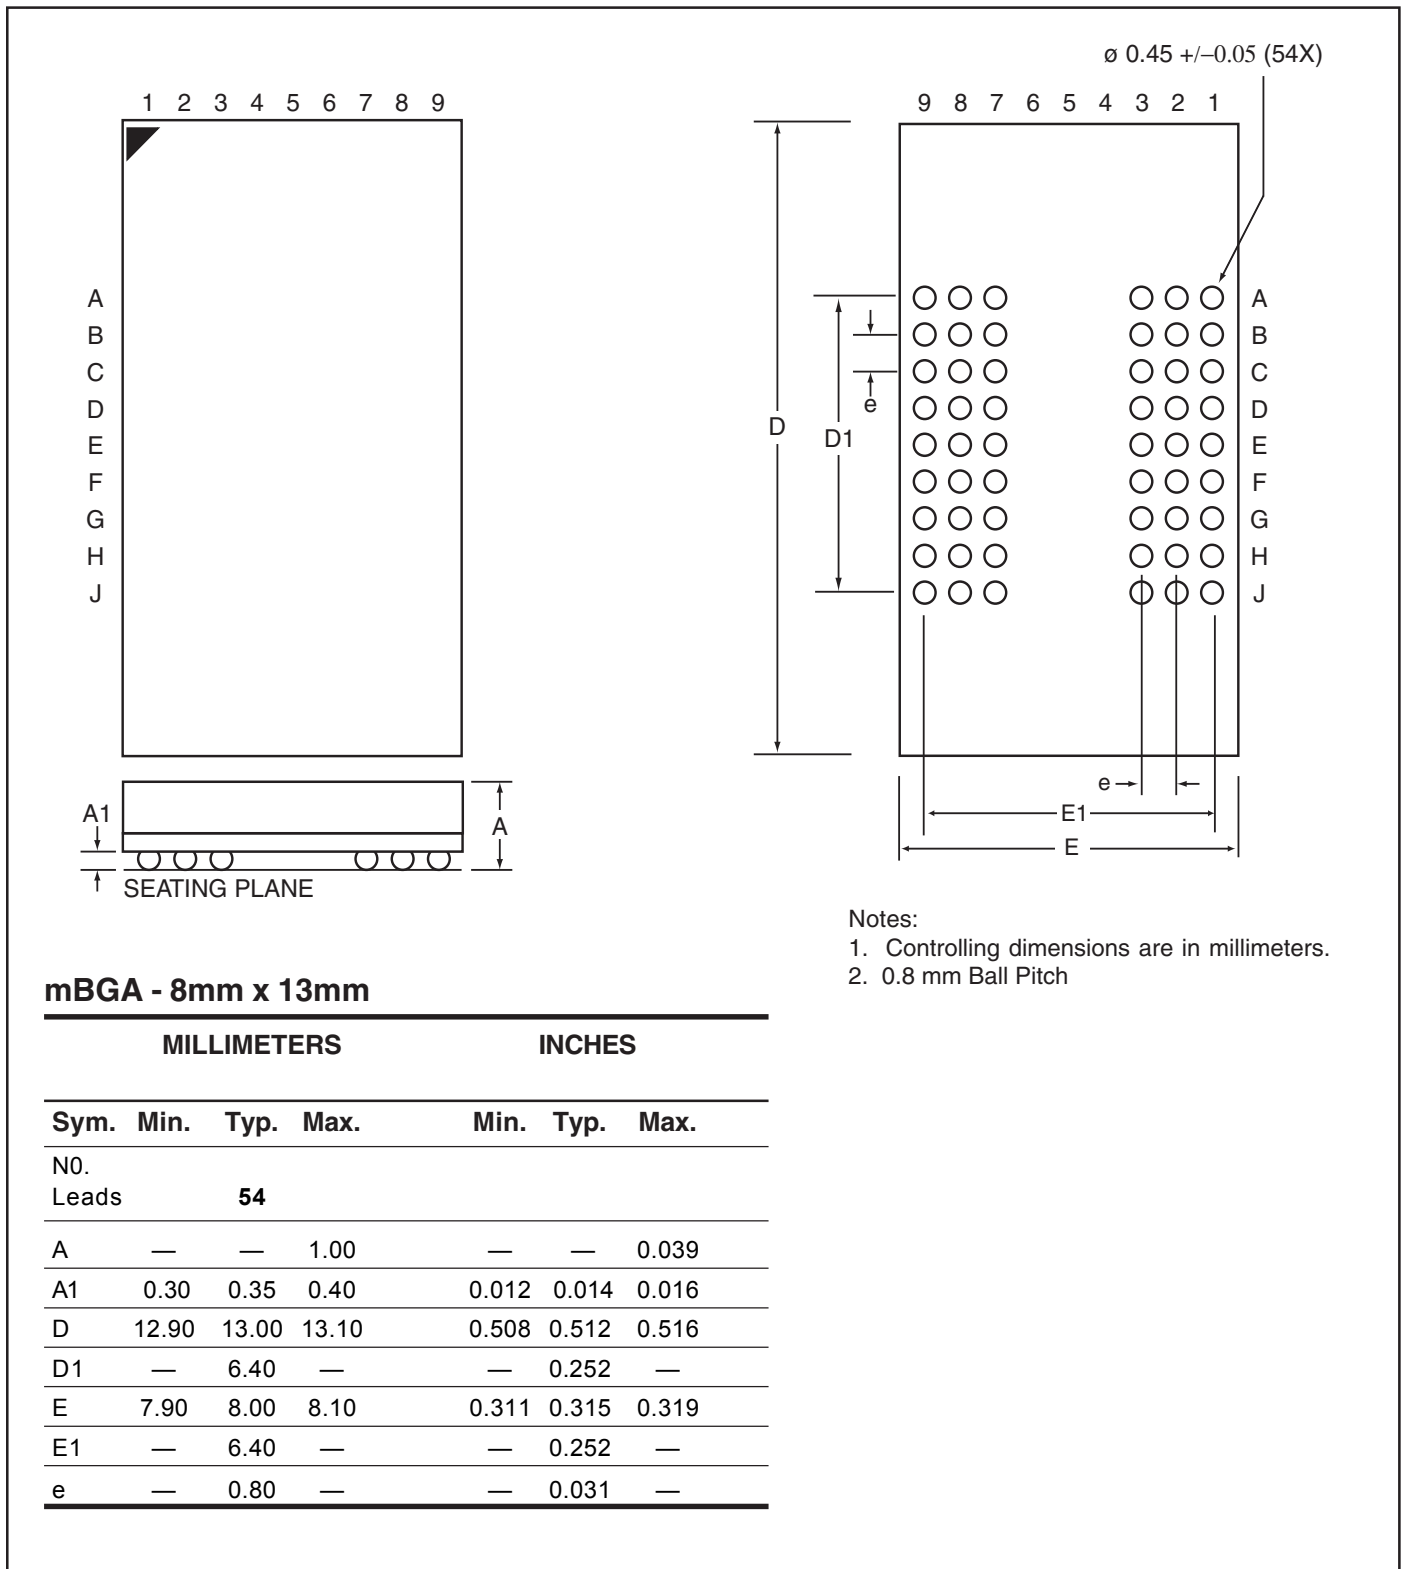 ø 0.45 +/−0.05 (54X)
1 2 3 4 5 6 7 8 9
9 8 7 6 5 4 3 2 1
A
B
C
D
E
F
G
H
J
A
B
C
D
E
F
G
H
J
D
D1
e
e
E1
E
A1
A
SEATING PLANE
Notes:
1. Controlling dimensions are in millimeters.
2. 0.8 mm Ball Pitch
mBGA - 8mm x 13mm
MILLIMETERS INCHES
Sym. Min. Typ. Max. Min. Typ. Max.
N0.
Leads 54
A — — 1.00 — — 0.039
A1 0.30 0.35 0.40 0.012 0.014 0.016
D 12.90 13.00 13.10 0.508 0.512 0.516
D1 — 6.40 — — 0.252 —
E 7.90 8.00 8.10 0.311 0.315 0.319
E1 — 6.40 — — 0.252 —
e — 0.80 — — 0.031 —